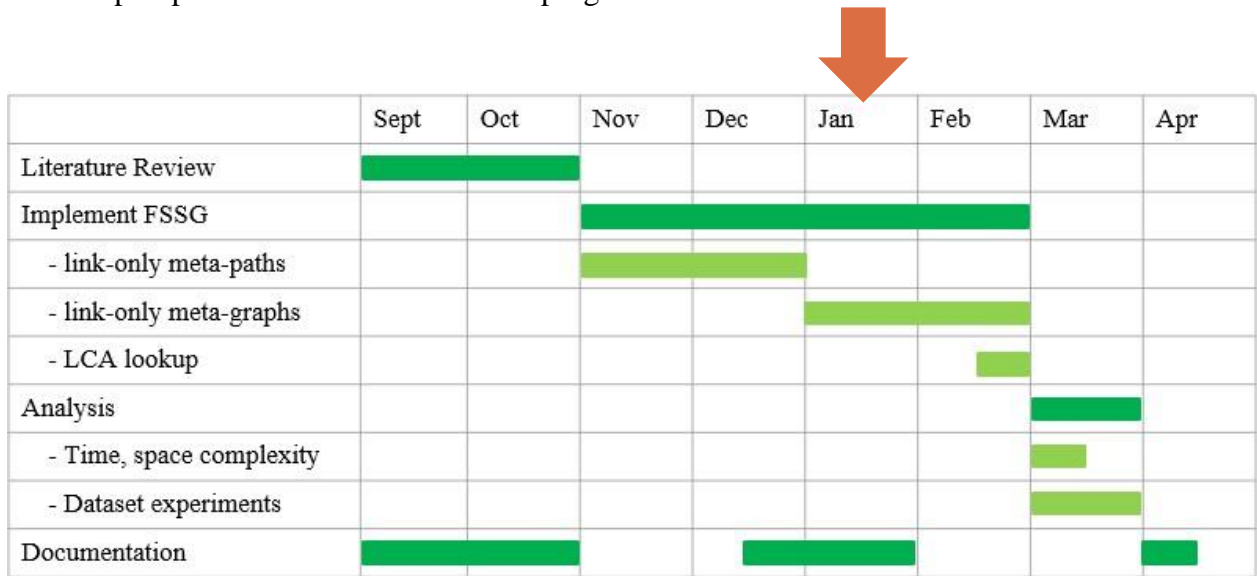 Sept Oct Nov Dec Jan Feb Mar Apr
Literature Review
Implement FSSG
- link-only meta-paths
- link-only meta-graphs
- LCA lookup
Analysis
- Time, space complexity
- Dataset experiments
Documentation